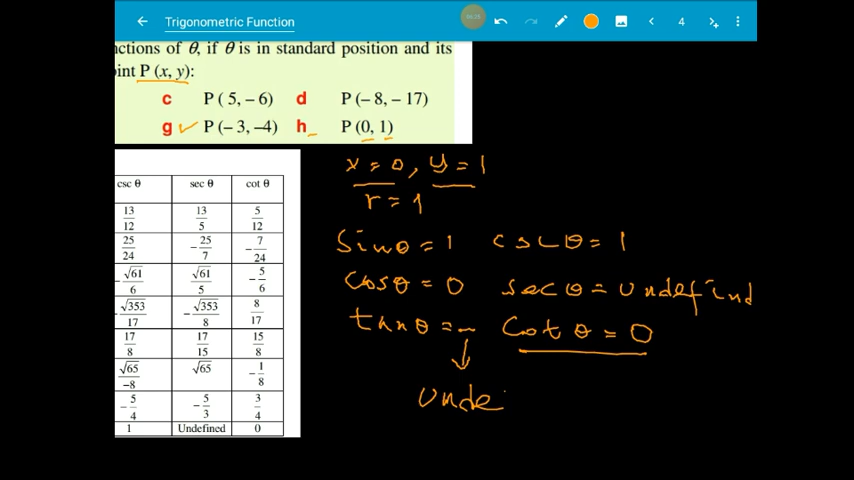 Trigonometric Function
4
nctions of θ, if θ is in standard position and its
oint P (x, y):
c P ( 5, – 6) d P(– 8, – 17)
g P(– 3, –4) h P (0, 1)
csc θ sec θ cot θ
13/12 13/5 5/12
25/24 -25/7 -7/24
-√61/6 √61/5 -5/6
-√353/17 -√353/8 8/17
17/8 17/15 15/8
√65/-8 √65 -1/8
-5/4 -5/3 3/4
1 Undefined 0
x = 0, y = 1
r = 1
Sinθ = 1 cscθ = 1
Cosθ = 0 secθ = undefind
tanθ = – Cot θ = 0
unde